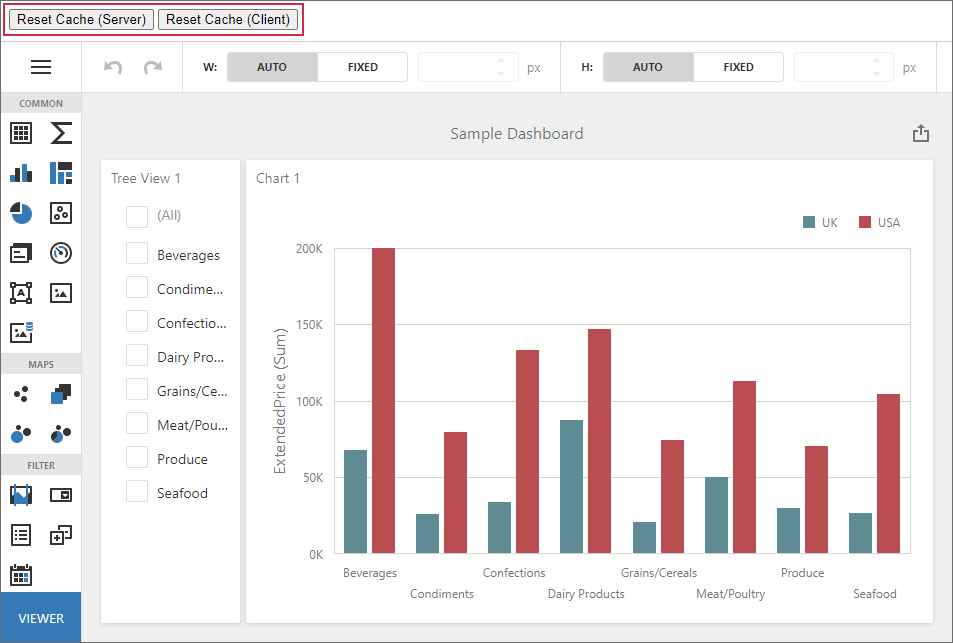 Reset Cache (Server) Reset Cache (Client)
W: AUTO FIXED px H: AUTO FIXED px
COMMON
MAPS
FILTER
VIEWER
Sample Dashboard
Tree View 1
(All)
Beverages
Condime...
Confectio...
Dairy Pro...
Grains/Ce...
Meat/Pou...
Produce
Seafood
Chart 1
UK USA
ExtendedPrice (Sum)
200K
150K
100K
50K
0K
Beverages Confections Grains/Cereals Produce
Condiments Dairy Products Meat/Poultry Seafood